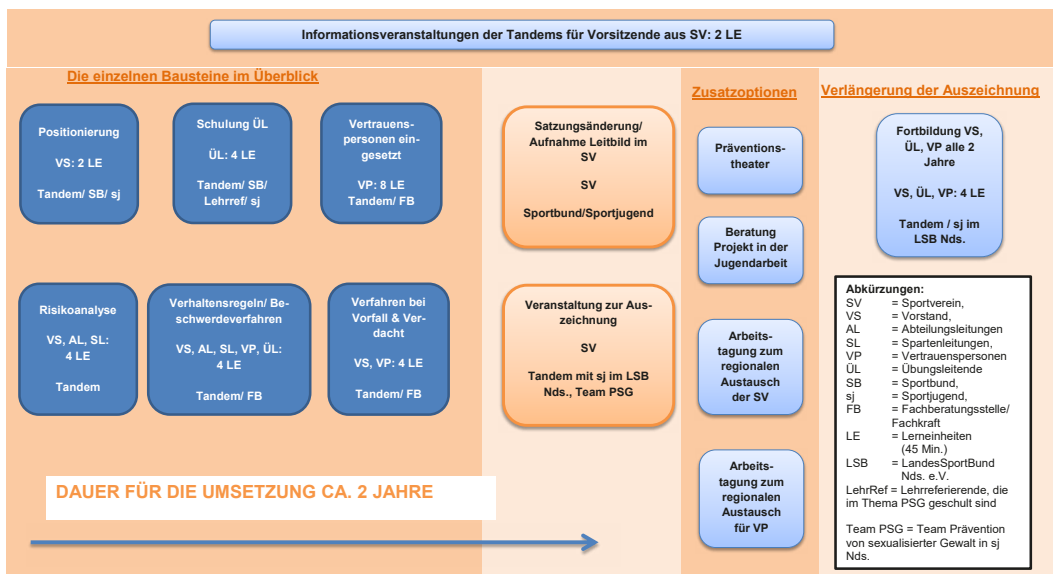 Informationsveranstaltungen der Tandems für Vorsitzende aus SV: 2 LE
Die einzelnen Bausteine im Überblick
Positionierung
VS: 2 LE
Tandem/ SB/ sj
Schulung ÜL
ÜL: 4 LE
Tandem/ SB/
Lehrref/ sj
Vertrauens-
personen ein-
gesetzt
VP: 8 LE
Tandem/ FB
Risikoanalyse
VS, AL, SL:
4 LE
Tandem
Verhaltensregeln/ Be-
schwerdeverfahren
VS, AL, SL, VP, ÜL:
4 LE
Tandem/ FB
Verfahren bei
Vorfall & Ver-
dacht
VS, VP: 4 LE
Tandem/ FB
DAUER FÜR DIE UMSETZUNG CA. 2 JAHRE
Satzungsänderung/
Aufnahme Leitbild im
SV
SV
Sportbund/Sportjugend
Veranstaltung zur Aus-
zeichnung
SV
Tandem mit sj im LSB
Nds., Team PSG
Zusatzoptionen
Präventions-
theater
Beratung
Projekt in der
Jugendarbeit
Arbeits-
tagung zum
regionalen
Austausch
der SV
Arbeits-
tagung zum
regionalen
Austausch
für VP
Verlängerung der Auszeichnung
Fortbildung VS,
ÜL, VP alle 2
Jahre
VS, ÜL, VP: 4 LE
Tandem / sj im
LSB Nds.
Abkürzungen:
SV = Sportverein,
VS = Vorstand,
AL = Abteilungsleitungen
SL = Spartenleitungen,
VP = Vertrauenspersonen
ÜL = Übungsleitende
SB = Sportbund,
sj = Sportjugend,
FB = Fachberatungsstelle/
Fachkraft
LE = Lerneinheiten
(45 Min.)
LSB = LandesSportBund
Nds. e.V.
LehrRef = Lehrreferierende, die
im Thema PSG geschult sind
Team PSG = Team Prävention
von sexualisierter Gewalt in sj
Nds.